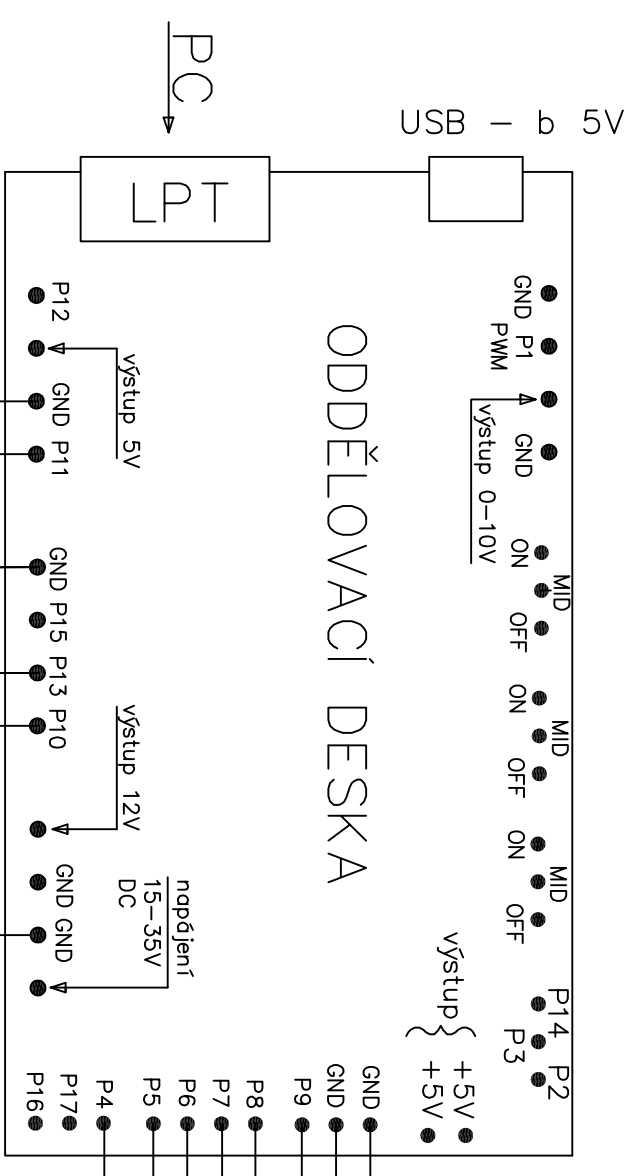 PC
USB - b 5V
LPT
ODDĚLOVACÍ DESKA
P12
výstup 5V
GND
P11
GND
P15
P13
P10
výstup 12V
GND
GND
napájení
15-35V
DC
GND
P1
PWM
výstup 0-10V
GND
ON
MID
OFF
ON
MID
OFF
ON
MID
OFF
P14
P3
P2
výstup
+5V
+5V
P16
P17
P4
P5
P6
P7
P8
P9
GND
GND